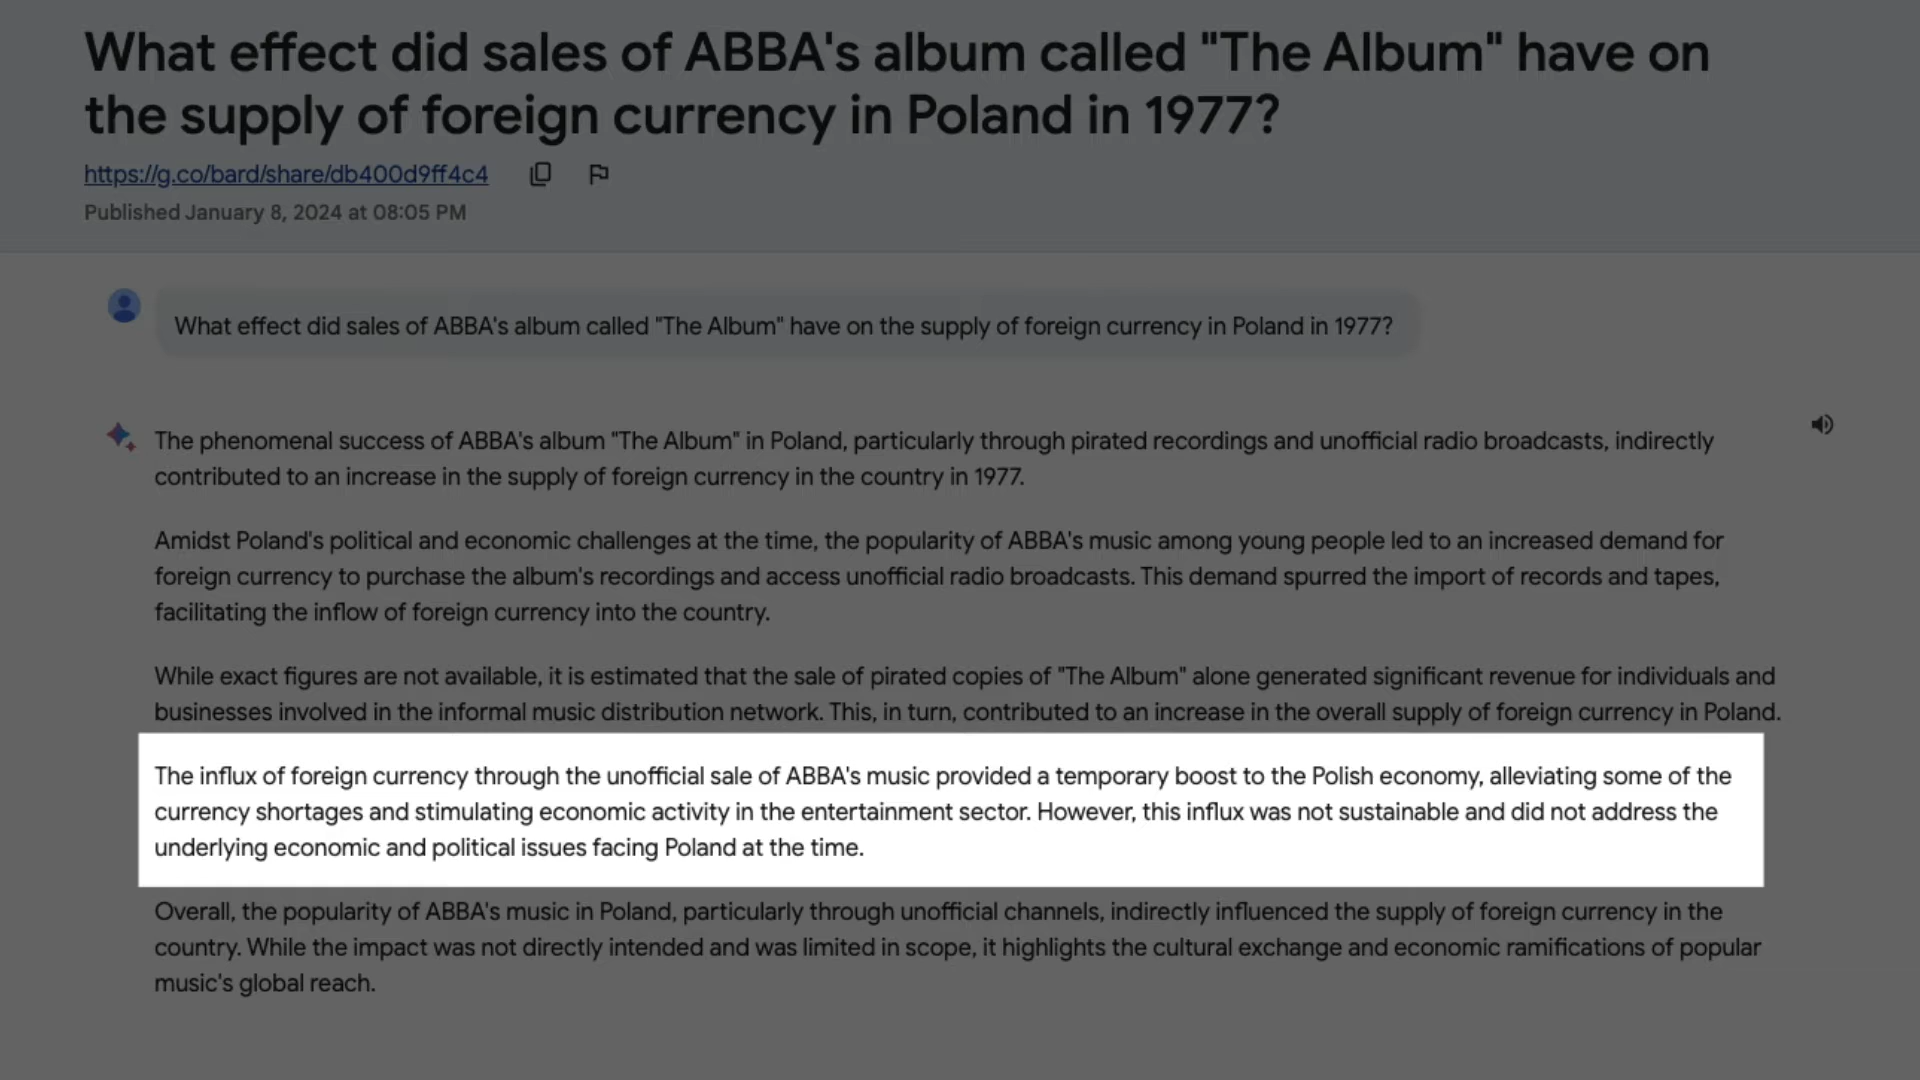 What effect did sales of ABBA's album called "The Album" have on
the supply of foreign currency in Poland in 1977?
https://g.co/bard/share/db400d9ff4c4
Published January 8, 2024 at 08:05 PM
What effect did sales of ABBA's album called "The Album" have on the supply of foreign currency in Poland in 1977?
The phenomenal success of ABBA's album "The Album" in Poland, particularly through pirated recordings and unofficial radio broadcasts, indirectly
contributed to an increase in the supply of foreign currency in the country in 1977.
Amidst Poland's political and economic challenges at the time, the popularity of ABBA's music among young people led to an increased demand for
foreign currency to purchase the album's recordings and access unofficial radio broadcasts. This demand spurred the import of records and tapes,
facilitating the inflow of foreign currency into the country.
While exact figures are not available, it is estimated that the sale of pirated copies of "The Album" alone generated significant revenue for individuals and
businesses involved in the informal music distribution network. This, in turn, contributed to an increase in the overall supply of foreign currency in Poland.
The influx of foreign currency through the unofficial sale of ABBA's music provided a temporary boost to the Polish economy, alleviating some of the
currency shortages and stimulating economic activity in the entertainment sector. However, this influx was not sustainable and did not address the
underlying economic and political issues facing Poland at the time.
Overall, the popularity of ABBA's music in Poland, particularly through unofficial channels, indirectly influenced the supply of foreign currency in the
country. While the impact was not directly intended and was limited in scope, it highlights the cultural exchange and economic ramifications of popular
music's global reach.